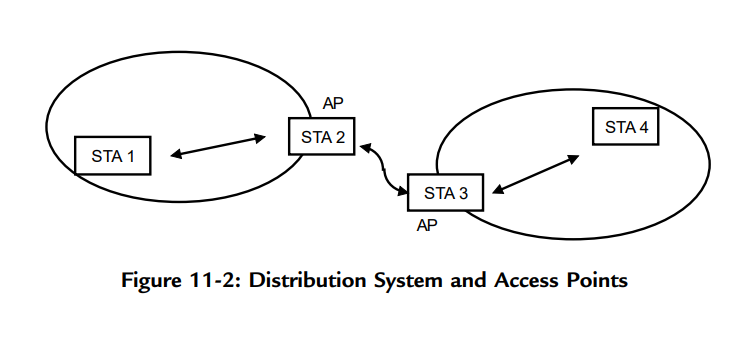 AP
STA 1
STA 2
STA 3
AP
STA 4
Figure 11-2: Distribution System and Access Points